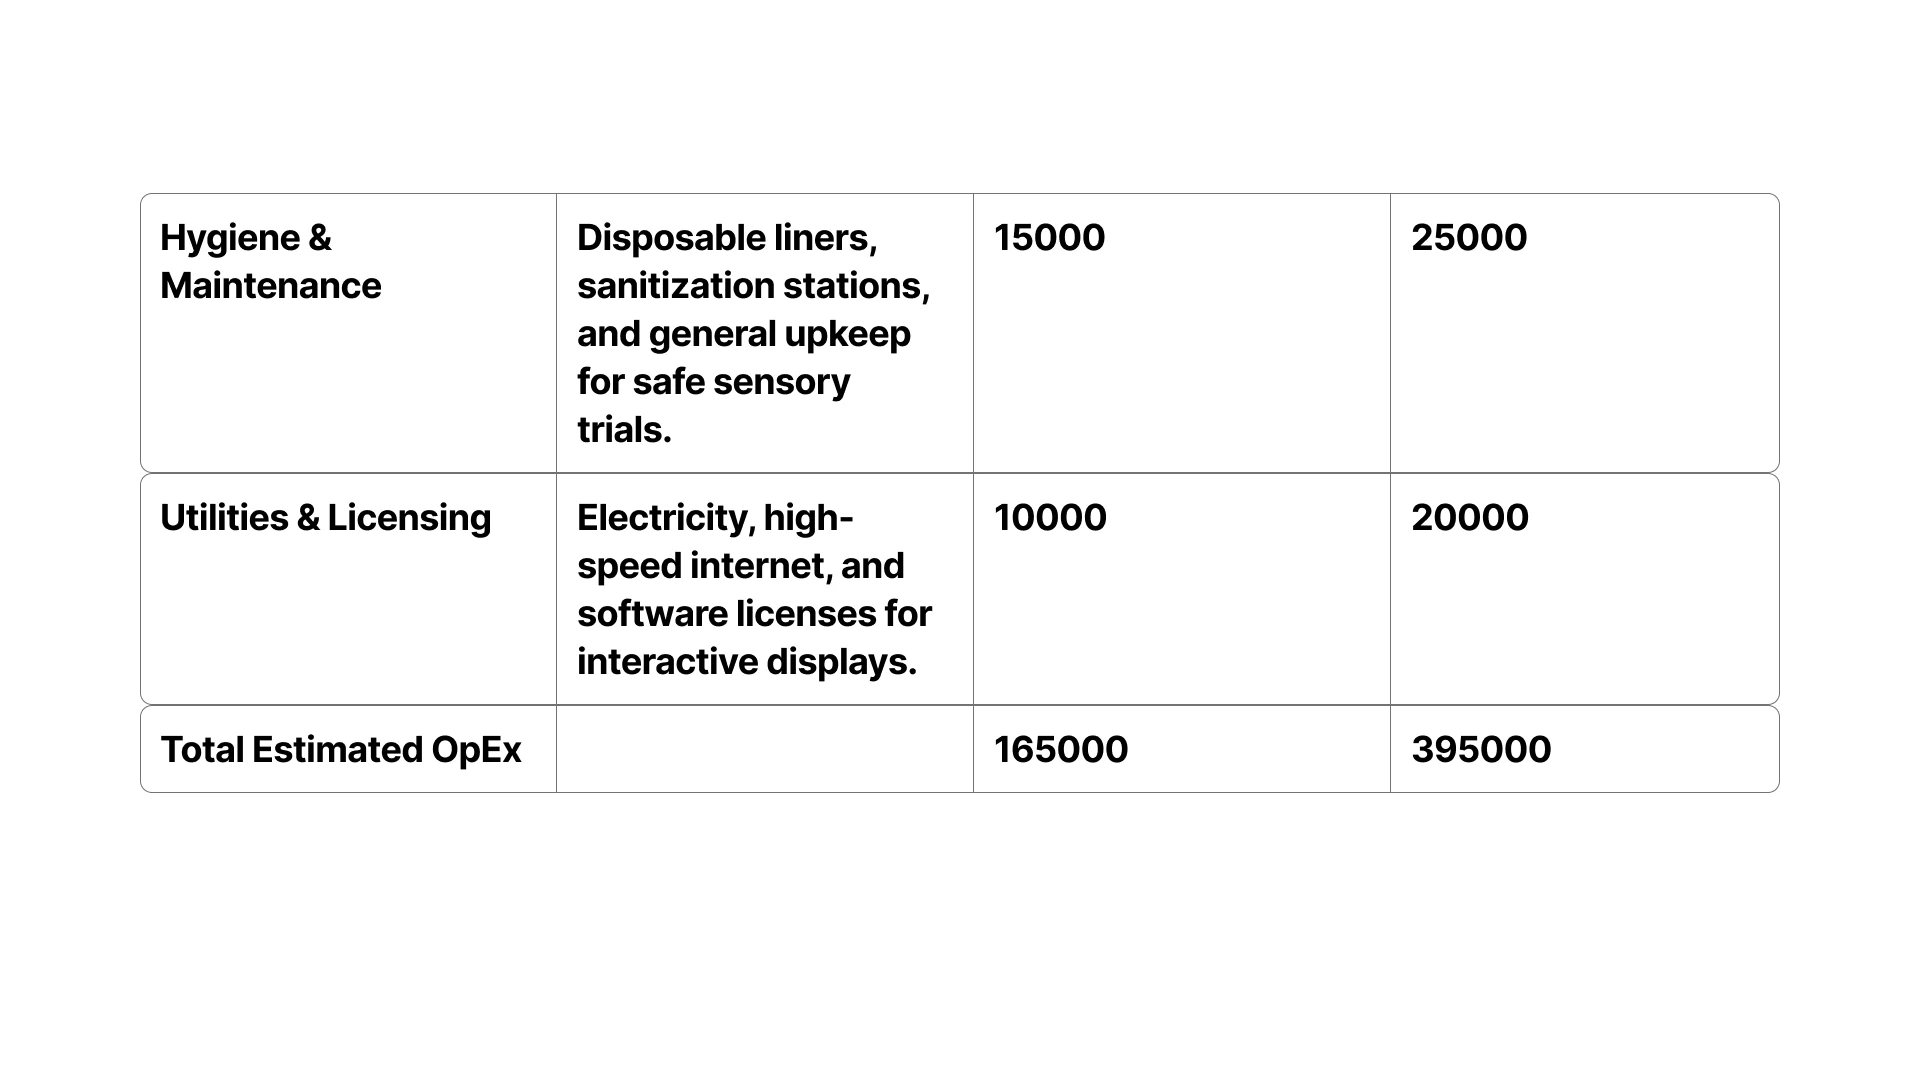 Hygiene &
Maintenance
Disposable liners,
sanitization stations,
and general upkeep
for safe sensory
trials.
15000
25000
Utilities & Licensing
Electricity, high-
speed internet, and
software licenses for
interactive displays.
10000
20000
Total Estimated OpEx
165000
395000